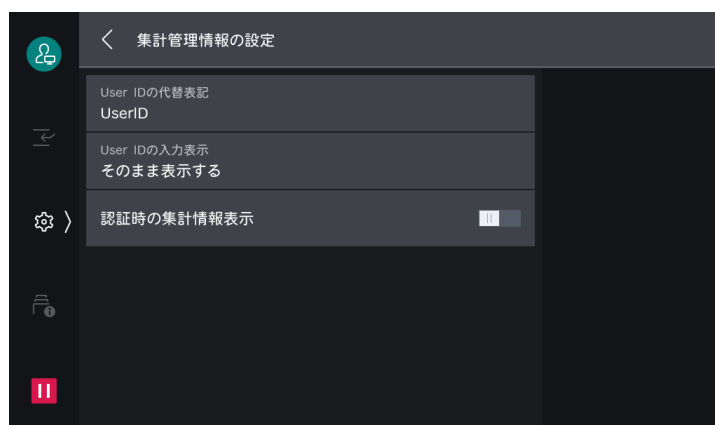 集計管理情報の設定
User IDの代替表記
UserID
User IDの入力表示
そのまま表示する
認証時の集計情報表示